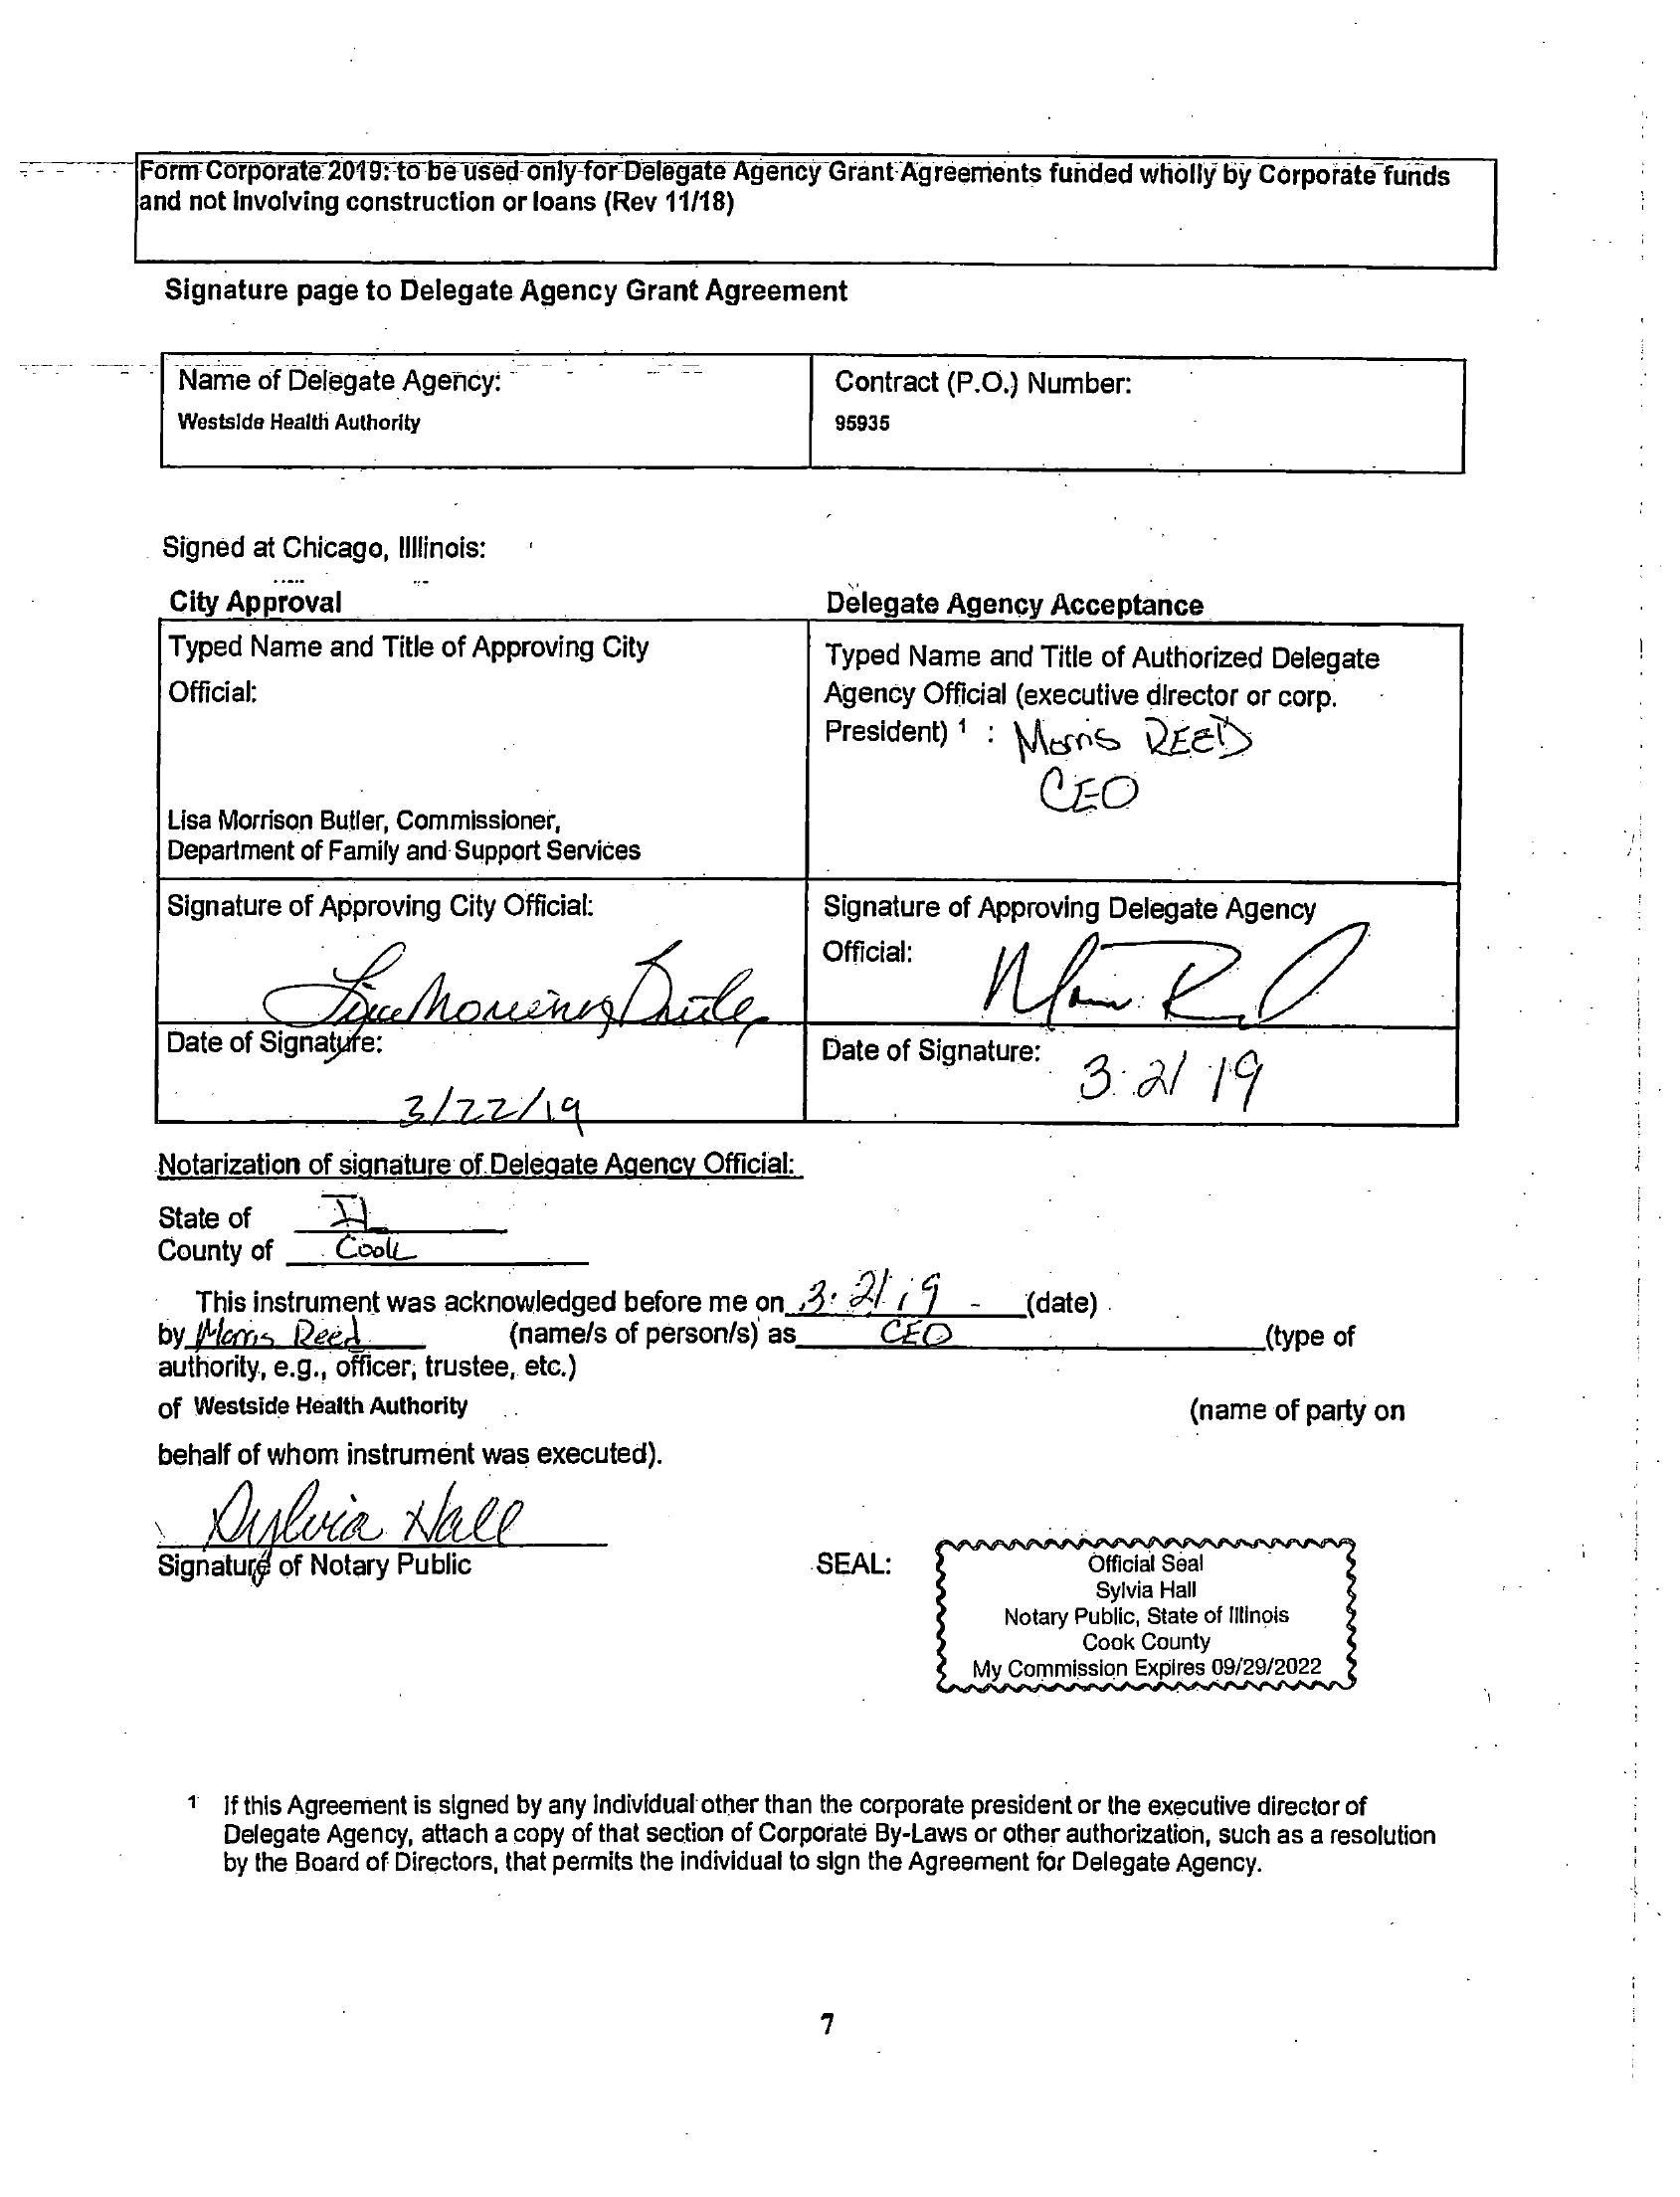 Form Corporate 2019: to be used only for Delegate Agency Grant Agreements funded wholly by Corporate funds
and not involving construction or loans (Rev 11/18)
Signature page to Delegate Agency Grant Agreement
Name of Delegate Agency:
Westside Health Authority
Contract (P.O.) Number:
95935
Signed at Chicago, Illlinois:
City Approval
Typed Name and Title of Approving City
Official:
Lisa Morrison Butler, Commissioner,
Department of Family and Support Services
Delegate Agency Acceptance
Typed Name and Title of Authorized Delegate
Agency Official (executive director or corp.
President) 1 : Morris REED
CEO
Signature of Approving City Official:
Lisa Morrison Butler
Date of Signature:
3/22/19
Signature of Approving Delegate Agency
Official:
Date of Signature: 3·21 19
Notarization of signature of Delegate Agency Official:
State of IL
County of Cook
This instrument was acknowledged before me on 3·21 19 - (date)
by Morris Reed (name/s of person/s) as CEO (type of
authority, e.g., officer, trustee, etc.)
of Westside Health Authority (name of party on
behalf of whom instrument was executed).
Sylvia Hall
Signature of Notary Public
SEAL:
Official Seal
Sylvia Hall
Notary Public, State of Illinois
Cook County
My Commission Expires 09/29/2022
1 If this Agreement is signed by any individual other than the corporate president or the executive director of
Delegate Agency, attach a copy of that section of Corporate By-Laws or other authorization, such as a resolution
by the Board of Directors, that permits the individual to sign the Agreement for Delegate Agency.
7